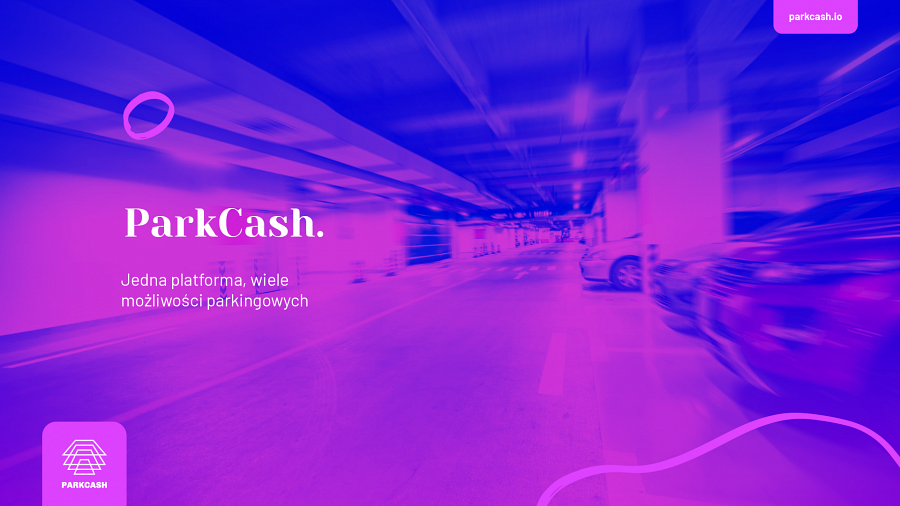 parkcash.io
ParkCash.
Jedna platforma, wiele
możliwości parkingowych
PARKCASH